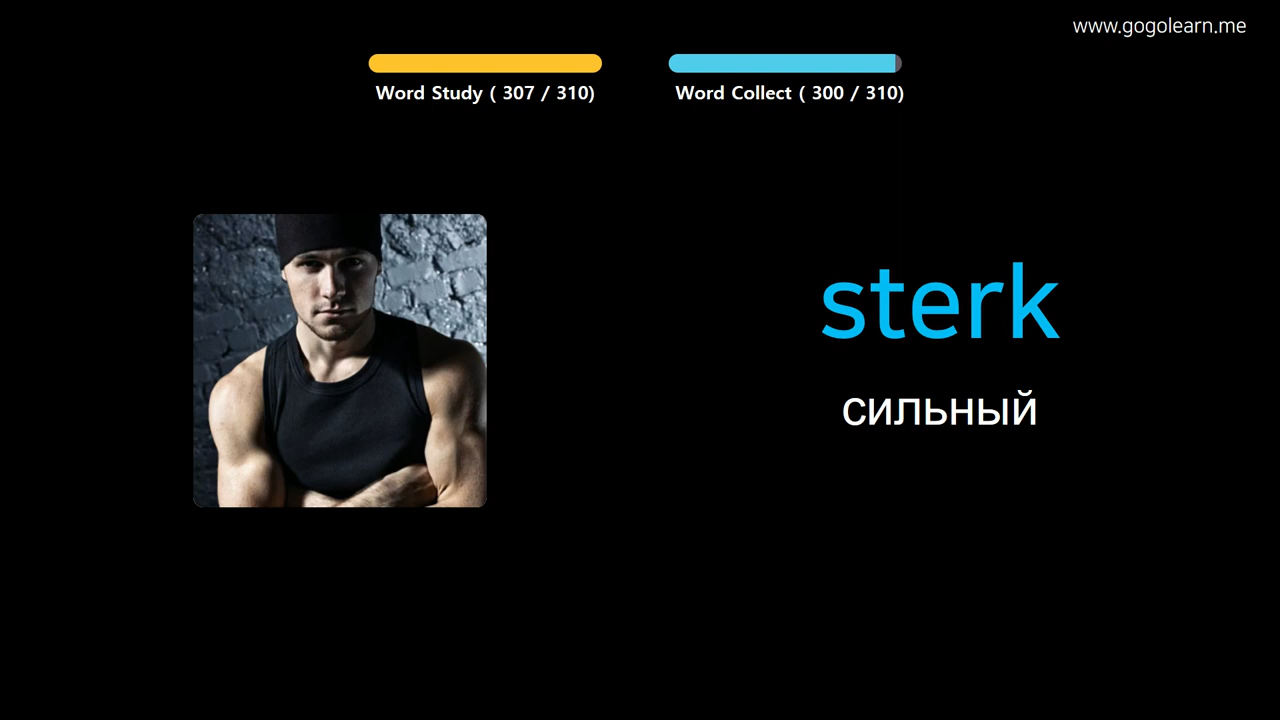 www.gogolearn.me
Word Study ( 307 / 310)
Word Collect ( 300 / 310)
sterk
сильный